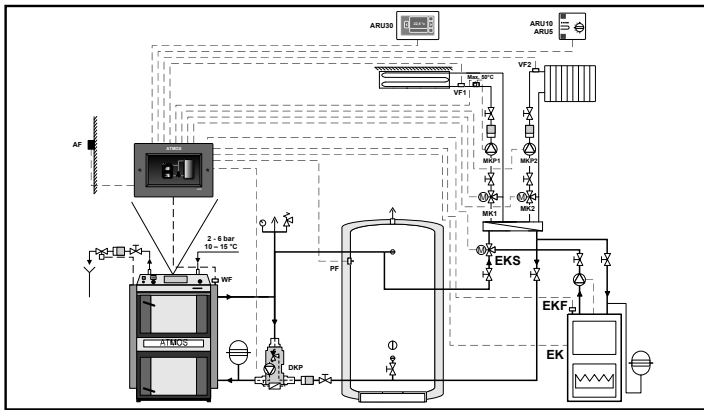 ARU30
ARU10
ARU5
VF2
Max. 50°C
VF1
AF
ATMOS
MKP1
MKP2
M
M
MK1
MK2
2 - 6 bar
10 – 15 °C
WF
PF
M
EKS
EKF
EK
ATMOS
DKP